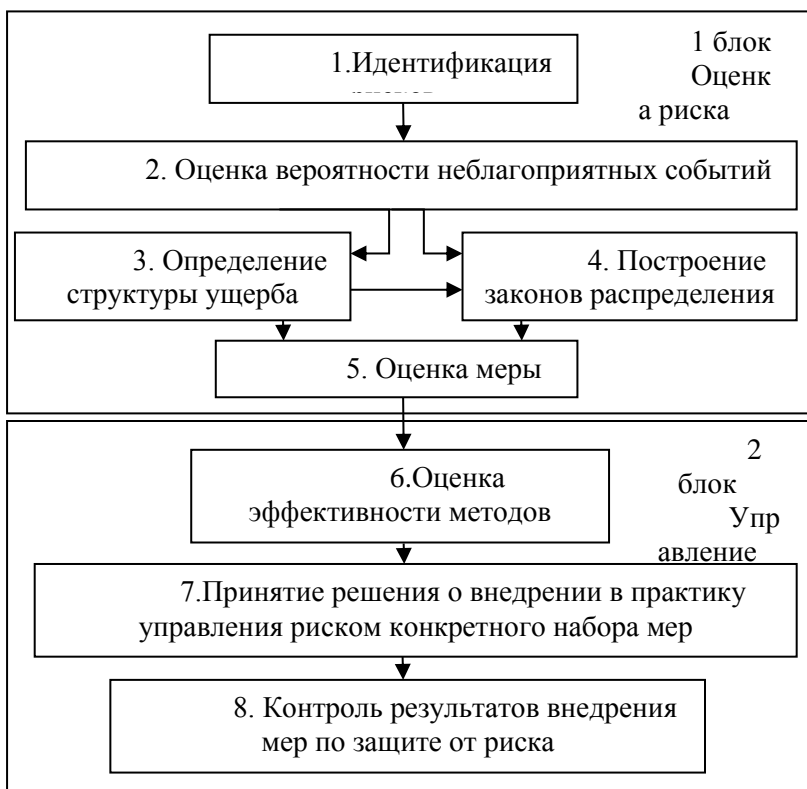 1 блок
Оценк
а риска
1.Идентификация
2. Оценка вероятности неблагоприятных событий
3. Определение
структуры ущерба
4. Построение
законов распределения
5. Оценка меры
2
блок
Упр
авление
6.Оценка
эффективности методов
7.Принятие решения о внедрении в практику
управления риском конкретного набора мер
8. Контроль результатов внедрения
мер по защите от риска